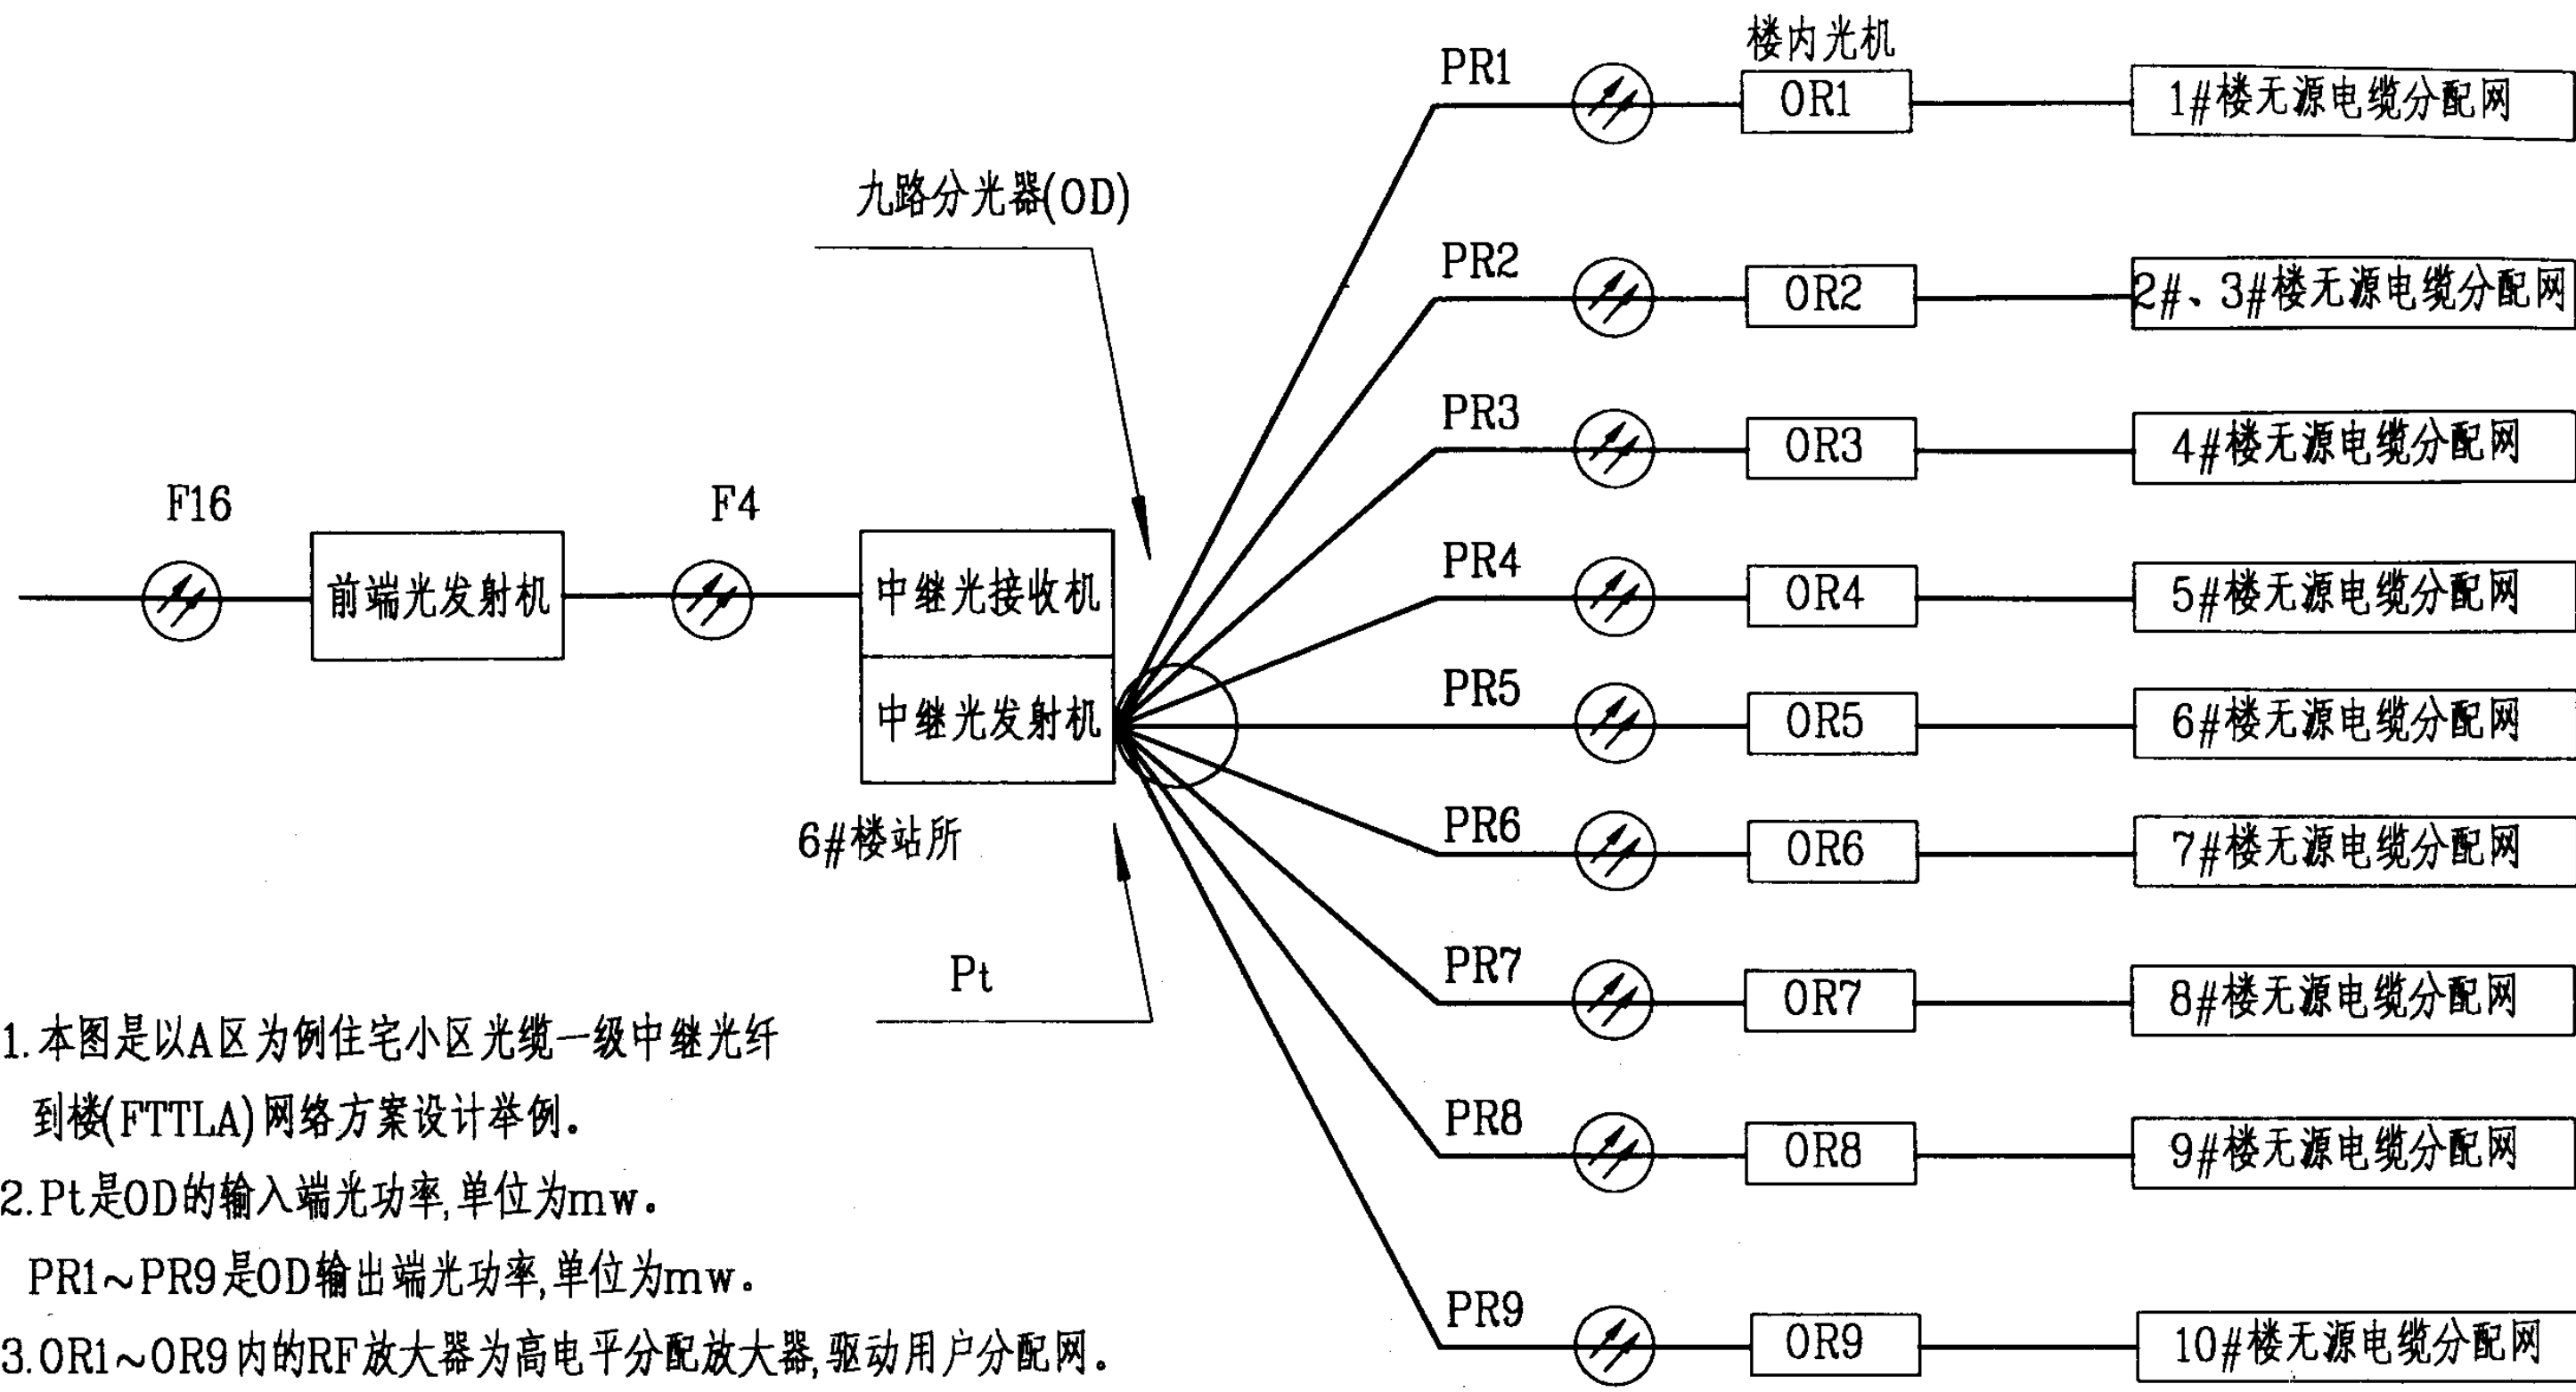 楼内光机
PR1
OR1
1#楼无源电缆分配网
九路分光器(OD)
PR2
OR2
2#、3#楼无源电缆分配网
PR3
OR3
4#楼无源电缆分配网
F16
前端光发射机
F4
中继光接收机
中继光发射机
6#楼站所
Pt
PR4
OR4
5#楼无源电缆分配网
PR5
OR5
6#楼无源电缆分配网
PR6
OR6
7#楼无源电缆分配网
PR7
OR7
8#楼无源电缆分配网
PR8
OR8
9#楼无源电缆分配网
PR9
OR9
10#楼无源电缆分配网
1.本图是以A区为例住宅小区光缆一级中继光纤
到楼(FTTLA)网络方案设计举例。
2.Pt是OD的输入端光功率,单位为mw。
PR1~PR9是OD输出端光功率,单位为mw。
3.OR1~OR9内的RF放大器为高电平分配放大器,驱动用户分配网。